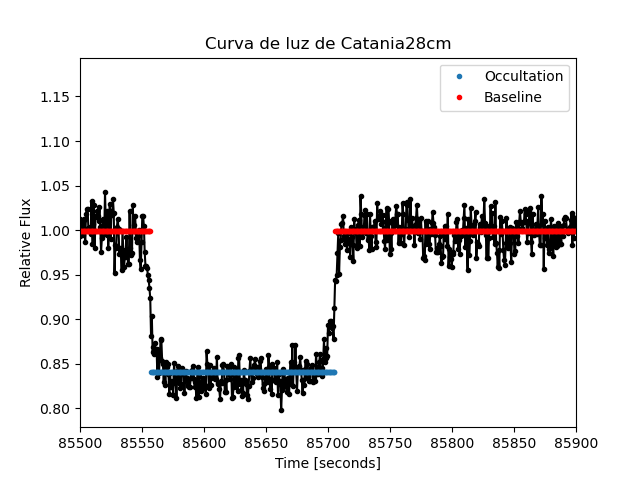 Curva de luz de Catania28cm
Occultation
Baseline
1.15
1.10
1.05
1.00
0.95
0.90
0.85
0.80
Relative Flux
85500 85550 85600 85650 85700 85750 85800 85850 85900
Time [seconds]